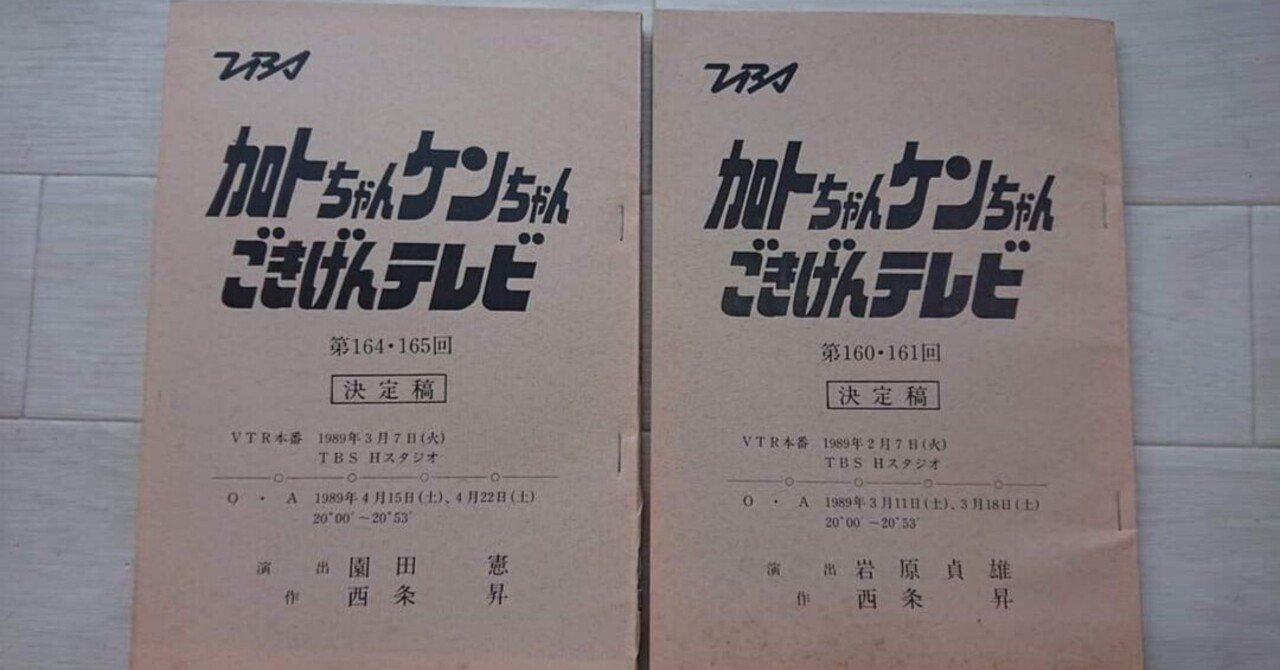 TBS
加トちゃんケンちゃん
ごきげんテレビ
第164・165回
決定稿
VTR本番 1989年3月7日(火)
TBS Hスタジオ
O・A 1989年4月15日(土)、4月22日(土)
20°00′～20°53′
演出 園田憲
作 西条昇
TBS
加トちゃんケンちゃん
ごきげんテレビ
第160・161回
決定稿
VTR本番 1989年2月7日(火)
TBS Hスタジオ
O・A 1989年3月11日(土)、3月18日(土)
20°00′～20°53′
演出 岩原貞雄
作 西条昇